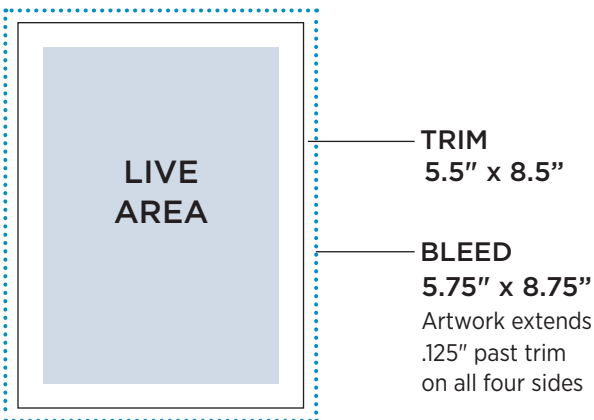 LIVE
AREA
TRIM
5.5" x 8.5”
BLEED
5.75" x 8.75”
Artwork extends
.125" past trim
on all four sides